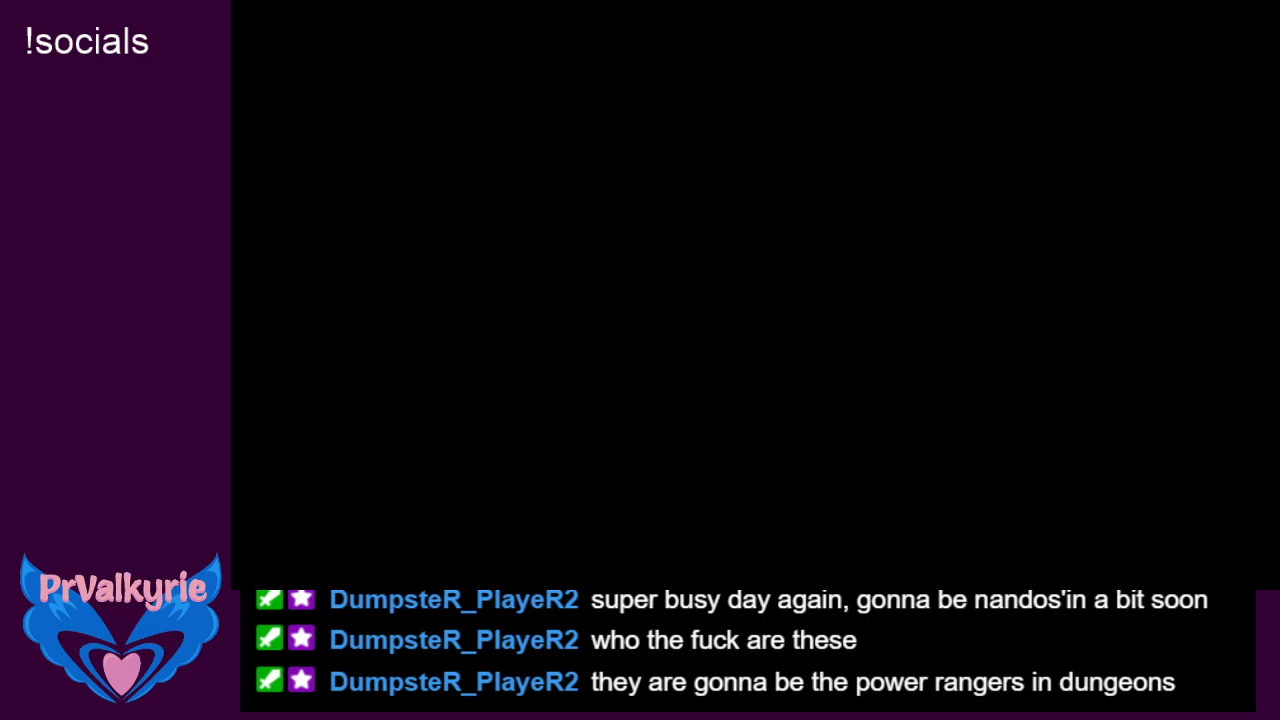 !socials
PrValkyrie
DumpsteR_PlayeR2 super busy day again, gonna be nandos'in a bit soon
DumpsteR_PlayeR2 who the fuck are these
DumpsteR_PlayeR2 they are gonna be the power rangers in dungeons